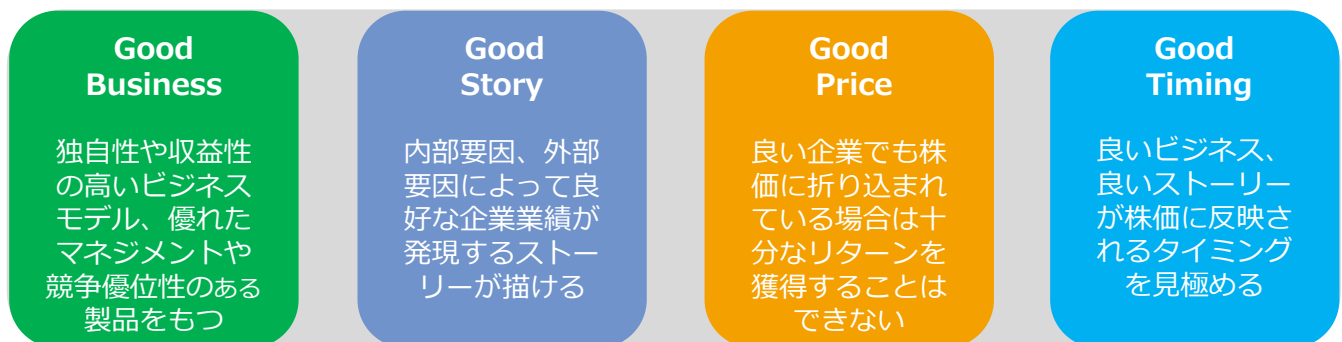 Good
Business
独自性や収益性
の高いビジネス
モデル、優れた
マネジメントや
競争優位性のある
製品をもつ
Good
Story
内部要因、外部
要因によって良
好な企業業績が
発現するストー
リーが描ける
Good
Price
良い企業でも株
価に折り込まれ
ている場合は十
分なリターンを
獲得することは
できない
Good
Timing
良いビジネス、
良いストーリー
が株価に反映さ
れるタイミング
を見極める